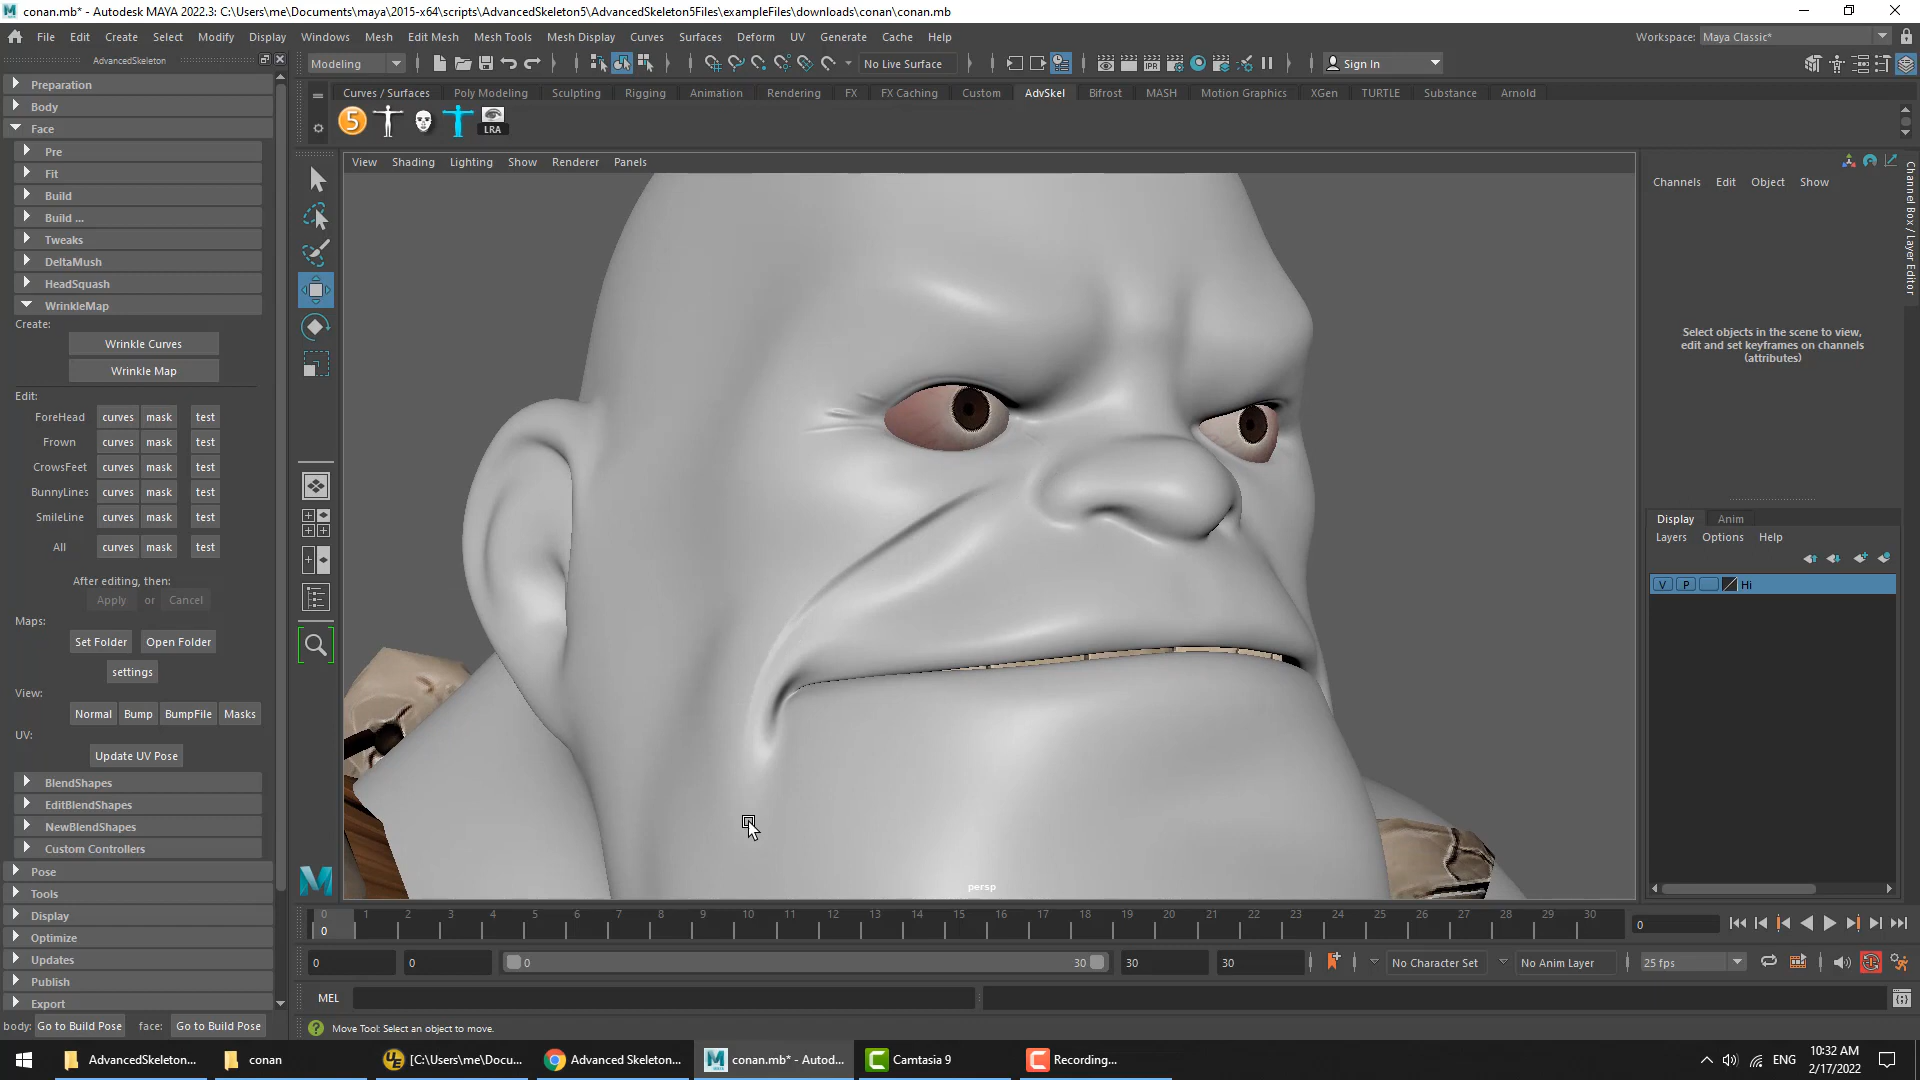 conan.mb* - Autodesk MAYA 2022.3: C:\Users\me\Documents\maya\2015-x64\scripts\AdvancedSkeleton5\AdvancedSkeleton5Files\exampleFiles\downloads\conan\conan.mb
File Edit Create Select Modify Display Windows Mesh Edit Mesh Mesh Tools Mesh Display Curves Surfaces Deform UV Generate Cache Help
Workspace: Maya Classic*
AdvancedSkeleton
Modeling
No Live Surface
Sign In
Curves / Surfaces Poly Modeling Sculpting Rigging Animation Rendering FX FX Caching Custom AdvSkel Bifrost MASH Motion Graphics XGen TURTLE Substance Arnold
5
LRA
IPR
View Shading Lighting Show Renderer Panels
Preparation
Body
Face
Pre
Fit
Build
Build ...
Tweaks
DeltaMush
HeadSquash
WrinkleMap
Create:
Wrinkle Curves
Wrinkle Map
Edit:
ForeHead curves mask test
Frown curves mask test
CrowsFeet curves mask test
BunnyLines curves mask test
SmileLine curves mask test
All curves mask test
After editing, then:
Apply or Cancel
Maps:
Set Folder Open Folder
settings
View:
Normal Bump BumpFile Masks
UV:
Update UV Pose
BlendShapes
EditBlendShapes
NewBlendShapes
Custom Controllers
Pose
Tools
Display
Optimize
Updates
Publish
Export
body: Go to Build Pose face: Go to Build Pose
persp
Channels Edit Object Show
Channel Box / Layer Editor
Select objects in the scene to view,
edit and set keyframes on channels
(attributes)
Display Anim
Layers Options Help
V P Hi
0 1 2 3 4 5 6 7 8 9 10 11 12 13 14 15 16 17 18 19 20 21 22 23 24 25 26 27 28 29 30
0
0
0 0 0 30 30 30 No Character Set No Anim Layer 25 fps
MEL
Move Tool: Select an object to move.
AdvancedSkeleton... conan [C:\Users\me\Docu... Advanced Skeleton... conan.mb* - Autod... Camtasia 9 Recording...
ENG
10:32 AM
2/17/2022